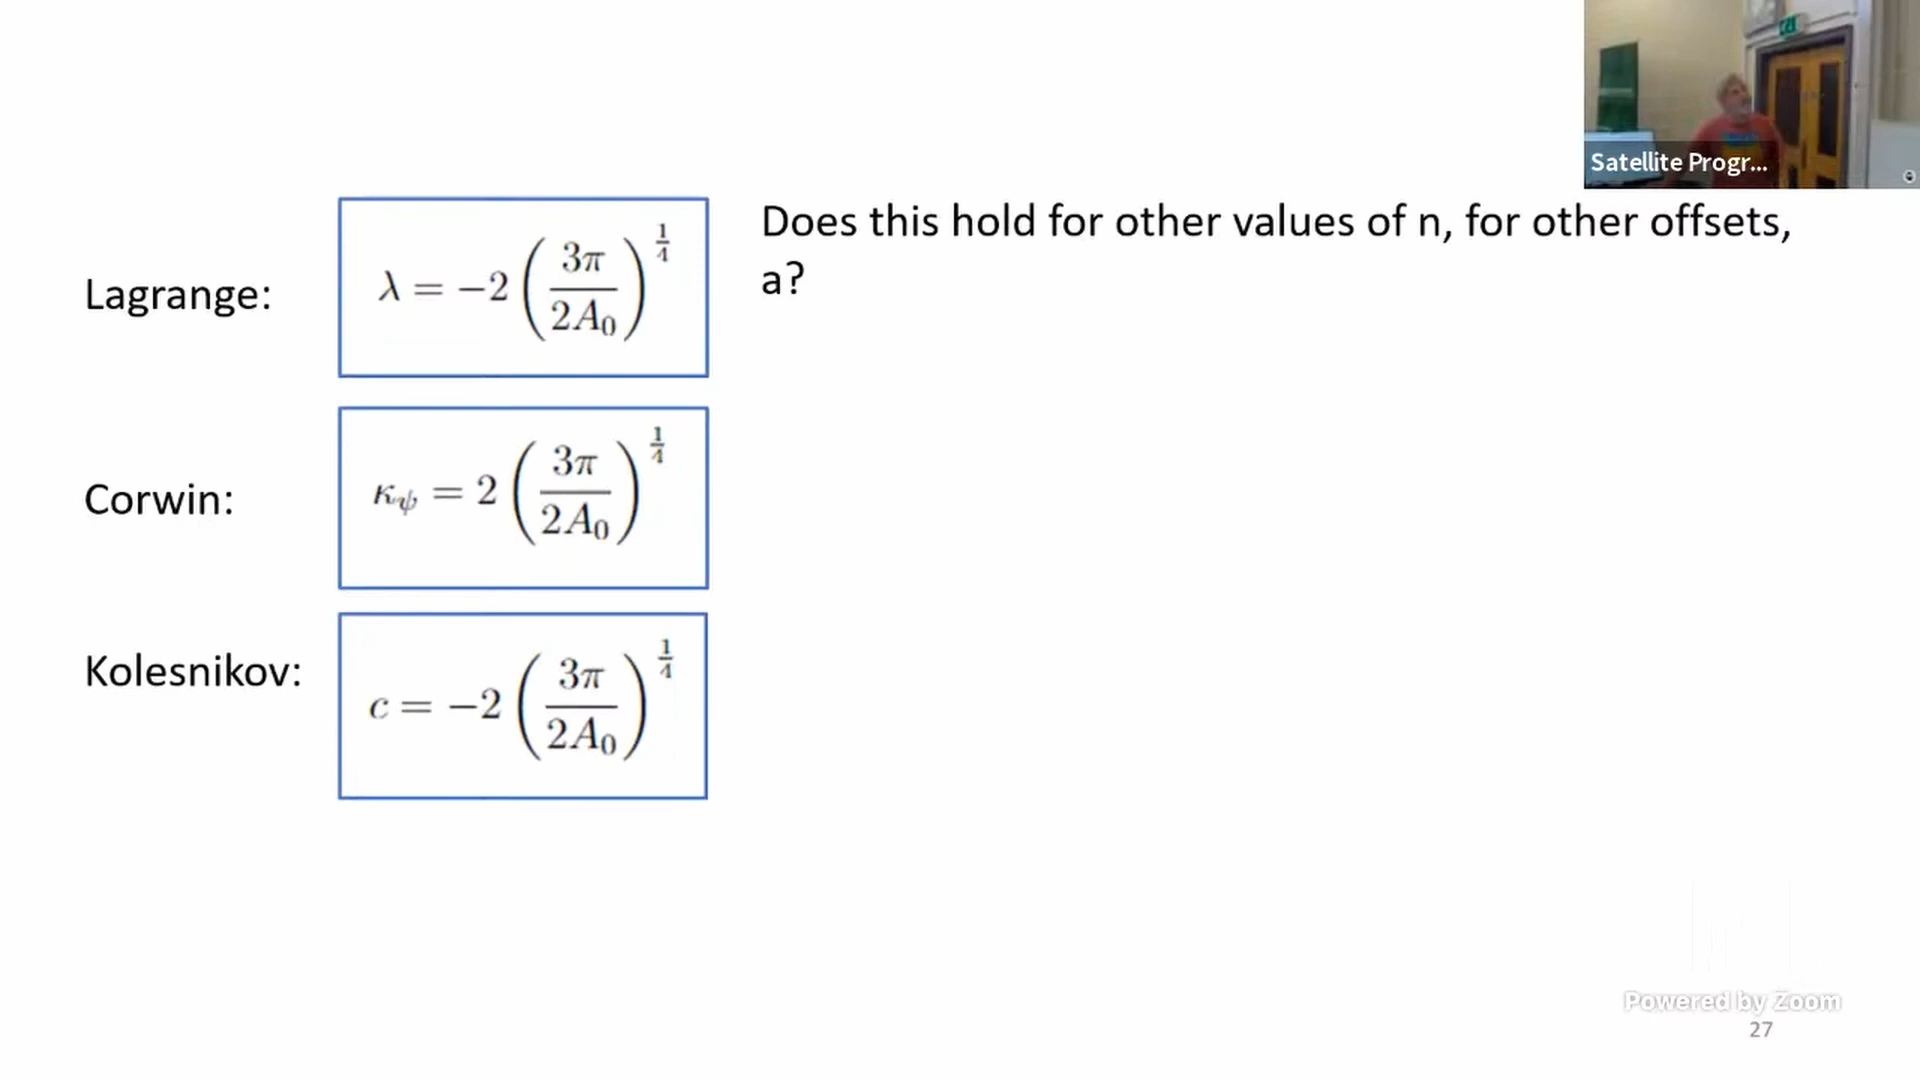 Satellite Progr...
Does this hold for other values of n, for other offsets,
a?
Lagrange:
λ = −2 (3π / 2A₀)^(1/4)
Corwin:
κ_ψ = 2 (3π / 2A₀)^(1/4)
Kolesnikov:
c = −2 (3π / 2A₀)^(1/4)
Powered by Zoom
27